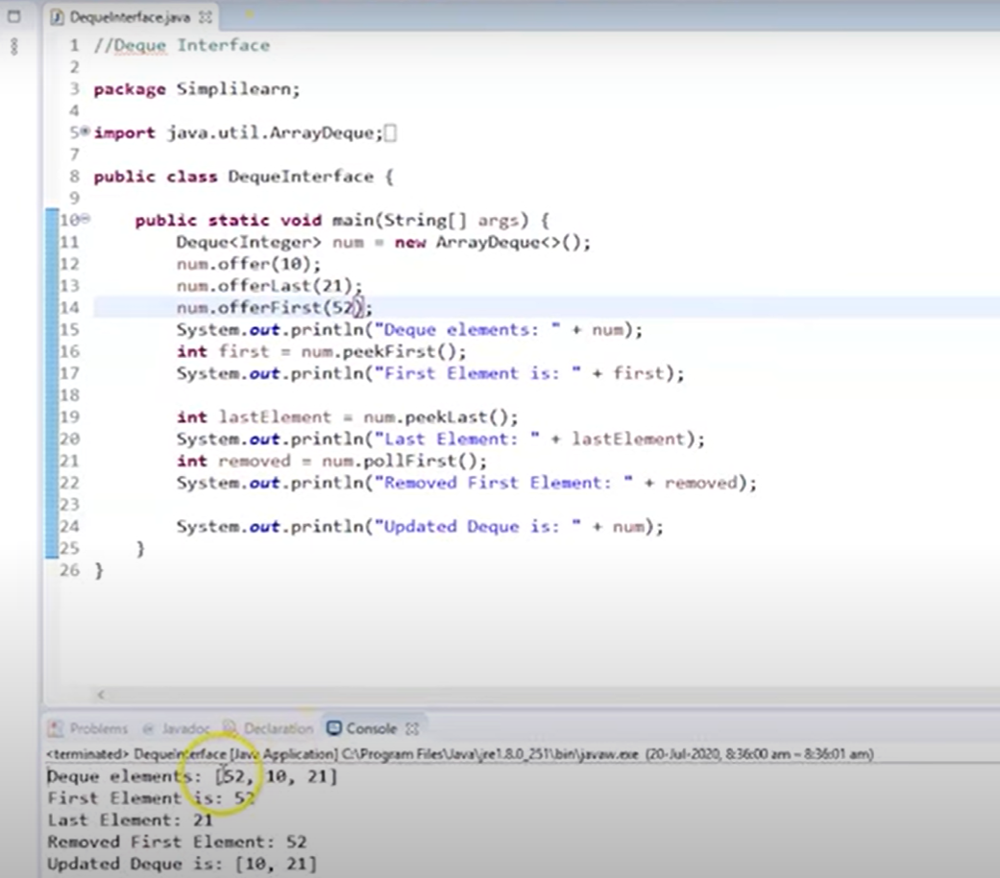 DequeInterface.java
1 //Deque Interface
2
3 package Simplilearn;
4
5 import java.util.ArrayDeque;
7
8 public class DequeInterface {
9
10 public static void main(String[] args) {
11 Deque<Integer> num = new ArrayDeque<>();
12 num.offer(10);
13 num.offerLast(21);
14 num.offerFirst(52);
15 System.out.println("Deque elements: " + num);
16 int first = num.peekFirst();
17 System.out.println("First Element is: " + first);
18
19 int lastElement = num.peekLast();
20 System.out.println("Last Element: " + lastElement);
21 int removed = num.pollFirst();
22 System.out.println("Removed First Element: " + removed);
23
24 System.out.println("Updated Deque is: " + num);
25 }
26 }
Problems @ Javadoc Declaration Console
<terminated> DequeInterface [Java Application] C:\Program Files\Java\jre1.8.0_251\bin\javaw.exe (20-Jul-2020, 8:36:00 am – 8:36:01 am)
Deque elements: [52, 10, 21]
First Element is: 52
Last Element: 21
Removed First Element: 52
Updated Deque is: [10, 21]